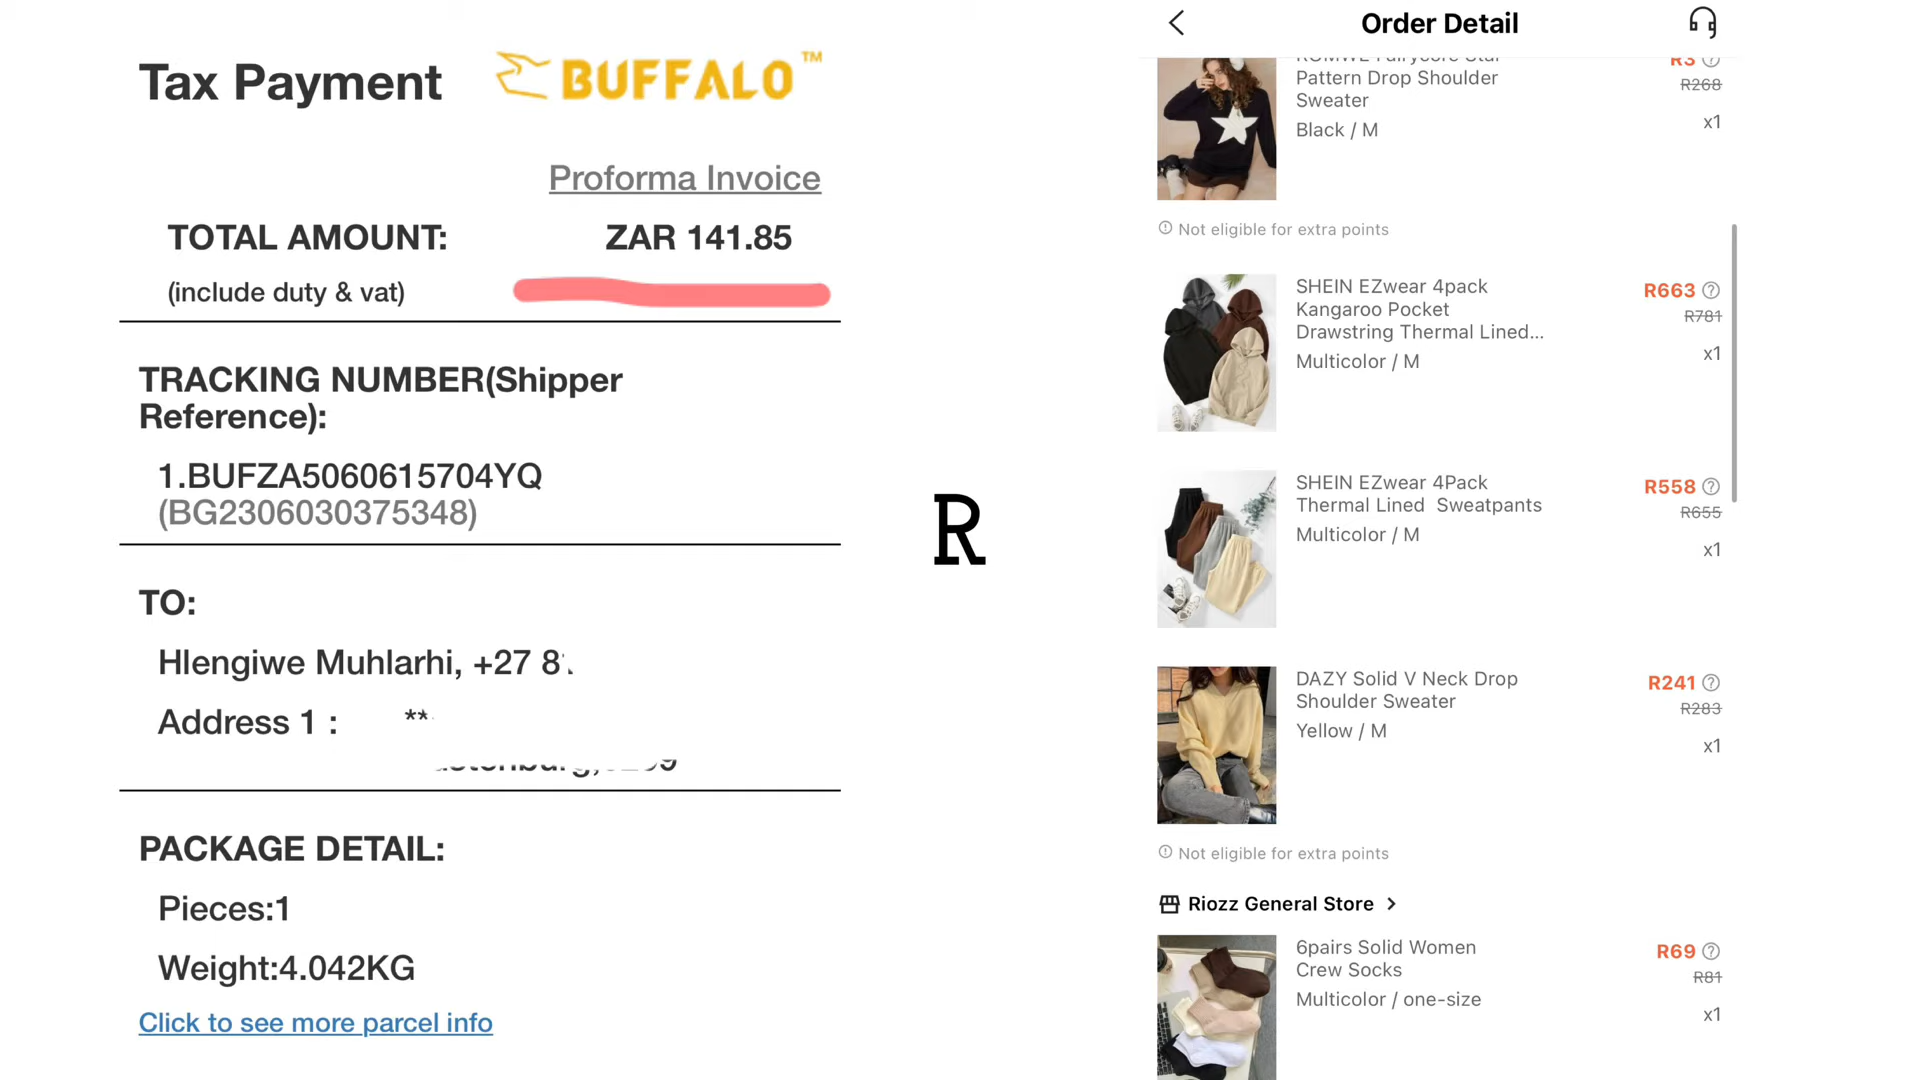 Tax Payment
BUFFALO™
Proforma Invoice
TOTAL AMOUNT:
ZAR 141.85
(include duty & vat)
TRACKING NUMBER(Shipper
Reference):
1.BUFZA5060615704YQ
(BG2306030375348)
TO:
Hlengiwe Muhlarhi, +27 8
Address 1 :
**
PACKAGE DETAIL:
Pieces:1
Weight:4.042KG
Click to see more parcel info
R
Order Detail
R3
Pattern Drop Shoulder
R268
Sweater
x1
Black / M
Not eligible for extra points
SHEIN EZwear 4pack
R663
Kangaroo Pocket
R781
Drawstring Thermal Lined...
x1
Multicolor / M
SHEIN EZwear 4Pack
R558
Thermal Lined Sweatpants
R655
Multicolor / M
x1
DAZY Solid V Neck Drop
R241
Shoulder Sweater
R283
Yellow / M
x1
Not eligible for extra points
Riozz General Store
6pairs Solid Women
R69
Crew Socks
R81
Multicolor / one-size
x1